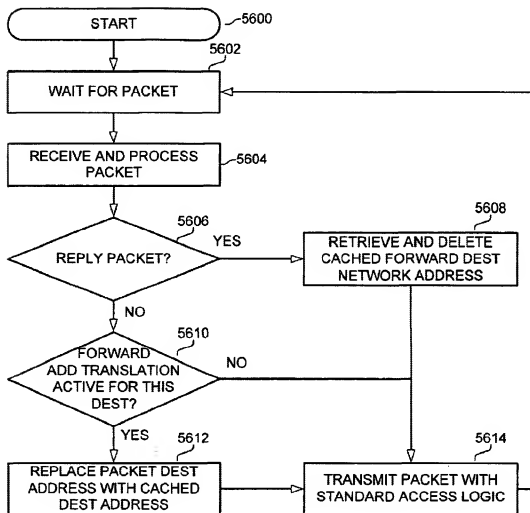 START
5600
5602
WAIT FOR PACKET
RECEIVE AND PROCESS
PACKET
5604
5606
REPLY PACKET?
YES
5608
RETRIEVE AND DELETE
CACHED FORWARD DEST
NETWORK ADDRESS
NO
5610
FORWARD
ADD TRANSLATION
ACTIVE FOR THIS
DEST?
NO
YES
5612
REPLACE PACKET DEST
ADDRESS WITH CACHED
DEST ADDRESS
5614
TRANSMIT PACKET WITH
STANDARD ACCESS LOGIC